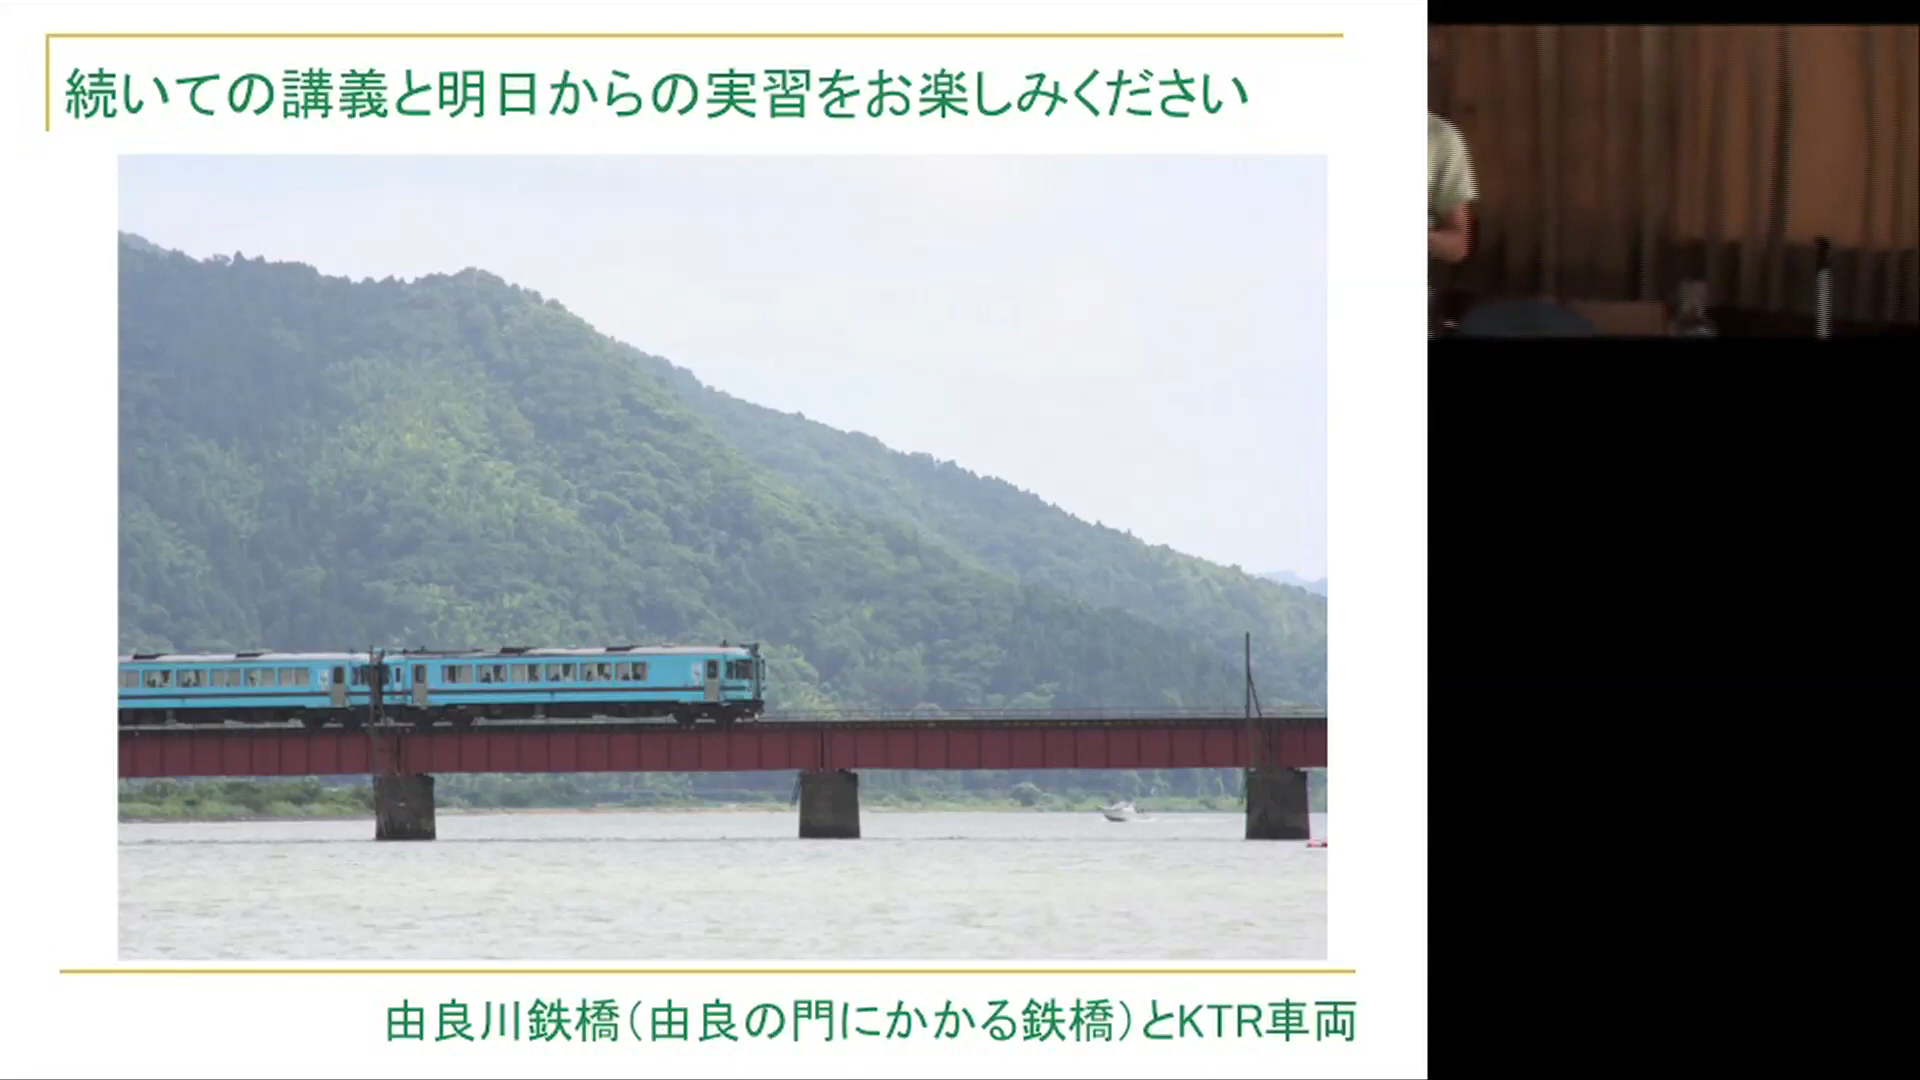 続いての講義と明日からの実習をお楽しみください
由良川鉄橋（由良の門にかかる鉄橋）とKTR車両